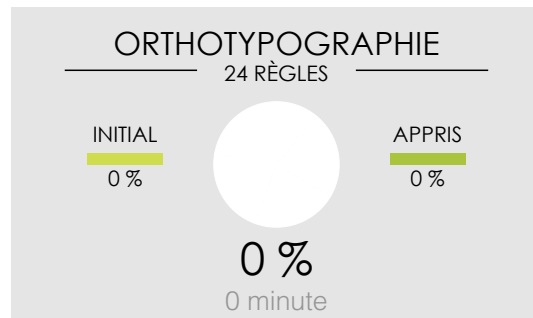 ORTHOTYPOGRAPHIE
24 RÈGLES
INITIAL
0 %
APPRIS
0 %
0 %
0 minute